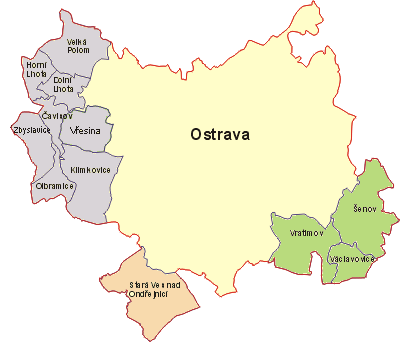 Velká
Polom
Horní
Lhota
Dolní
Lhota
Čavisov
Zbyslavice
Vřesina
Ostrava
Klimkovice
Olbramice
Šenov
Vratimov
Václavovice
Stará Ves nad
Ondřejnicí